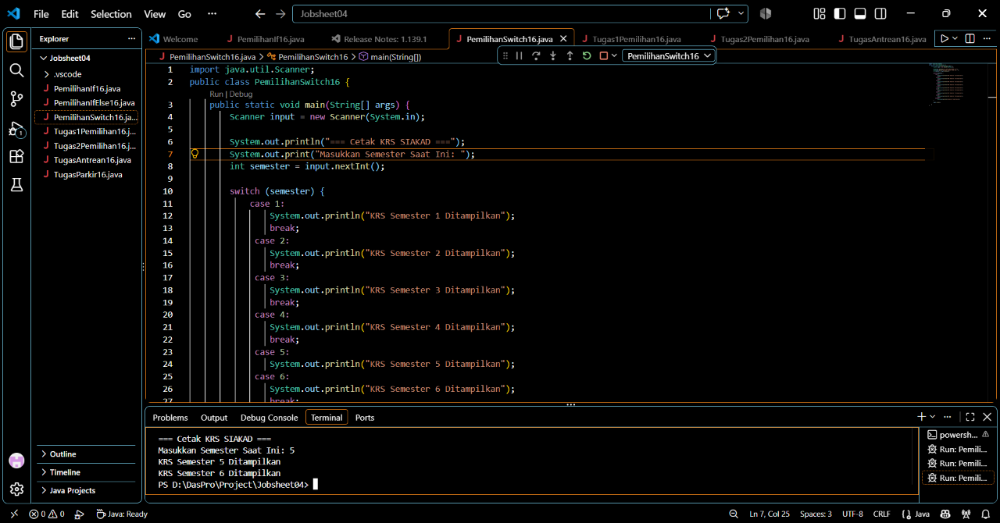 File Edit Selection View Go ··· Jobsheet04
Explorer ···
Jobsheet04
.vscode
PemilihanIf16.java
PemilihanIfElse16.java
PemilihanSwitch16.ja...
Tugas1Pemilihan16.j...
Tugas2Pemilihan16.j...
TugasAntrean16.java
TugasParkir16.java
Outline
Timeline
Java Projects
Welcome PemilihanIf16.java Release Notes: 1.139.1 PemilihanSwitch16.java Tugas1Pemilihan16.java Tugas2Pemilihan16.java TugasAntrean16.java
PemilihanSwitch16.java > PemilihanSwitch16 > main(String[])
PemilihanSwitch16
1 import java.util.Scanner;
2 public class PemilihanSwitch16 {
Run | Debug
3 public static void main(String[] args) {
4 Scanner input = new Scanner(System.in);
5
6 System.out.println("=== Cetak KRS SIAKAD ===");
7 System.out.print("Masukkan Semester Saat Ini: ");
8 int semester = input.nextInt();
9
10 switch (semester) {
11 case 1:
12 System.out.println("KRS Semester 1 Ditampilkan");
13 break;
14 case 2:
15 System.out.println("KRS Semester 2 Ditampilkan");
16 break;
17 case 3:
18 System.out.println("KRS Semester 3 Ditampilkan");
19 break;
20 case 4:
21 System.out.println("KRS Semester 4 Ditampilkan");
22 break;
23 case 5:
24 System.out.println("KRS Semester 5 Ditampilkan");
25 case 6:
26 System.out.println("KRS Semester 6 Ditampilkan");
27 break;
Problems Output Debug Console Terminal Ports
=== Cetak KRS SIAKAD ===
Masukkan Semester Saat Ini: 5
KRS Semester 5 Ditampilkan
KRS Semester 6 Ditampilkan
PS D:\DasPro\Project\Jobsheet04>
powersh...
Run: Pemili...
Run: Pemili...
Run: Pemili...
0 0 Java: Ready Ln 7, Col 25 Spaces: 3 UTF-8 CRLF Java